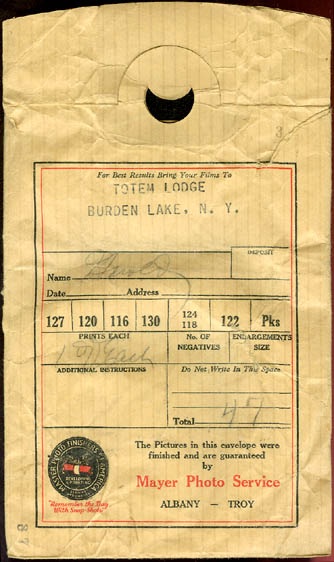 3
For Best Results Bring Your Films To
TOTEM LODGE
BURDEN LAKE, N. Y.
DEPOSIT
Name
Date Address
127 120 116 130 124 118 122 Pks
PRINTS EACH
No. OF NEGATIVES
ENLARGEMENTS SIZE
1 Each
ADDITIONAL INSTRUCTIONS
Do Not Write In This Space
Total 47
The Pictures in this envelope were
finished and are guaranteed
by
Mayer Photo Service
ALBANY — TROY
"Remember the Day
With Snap-Shots"